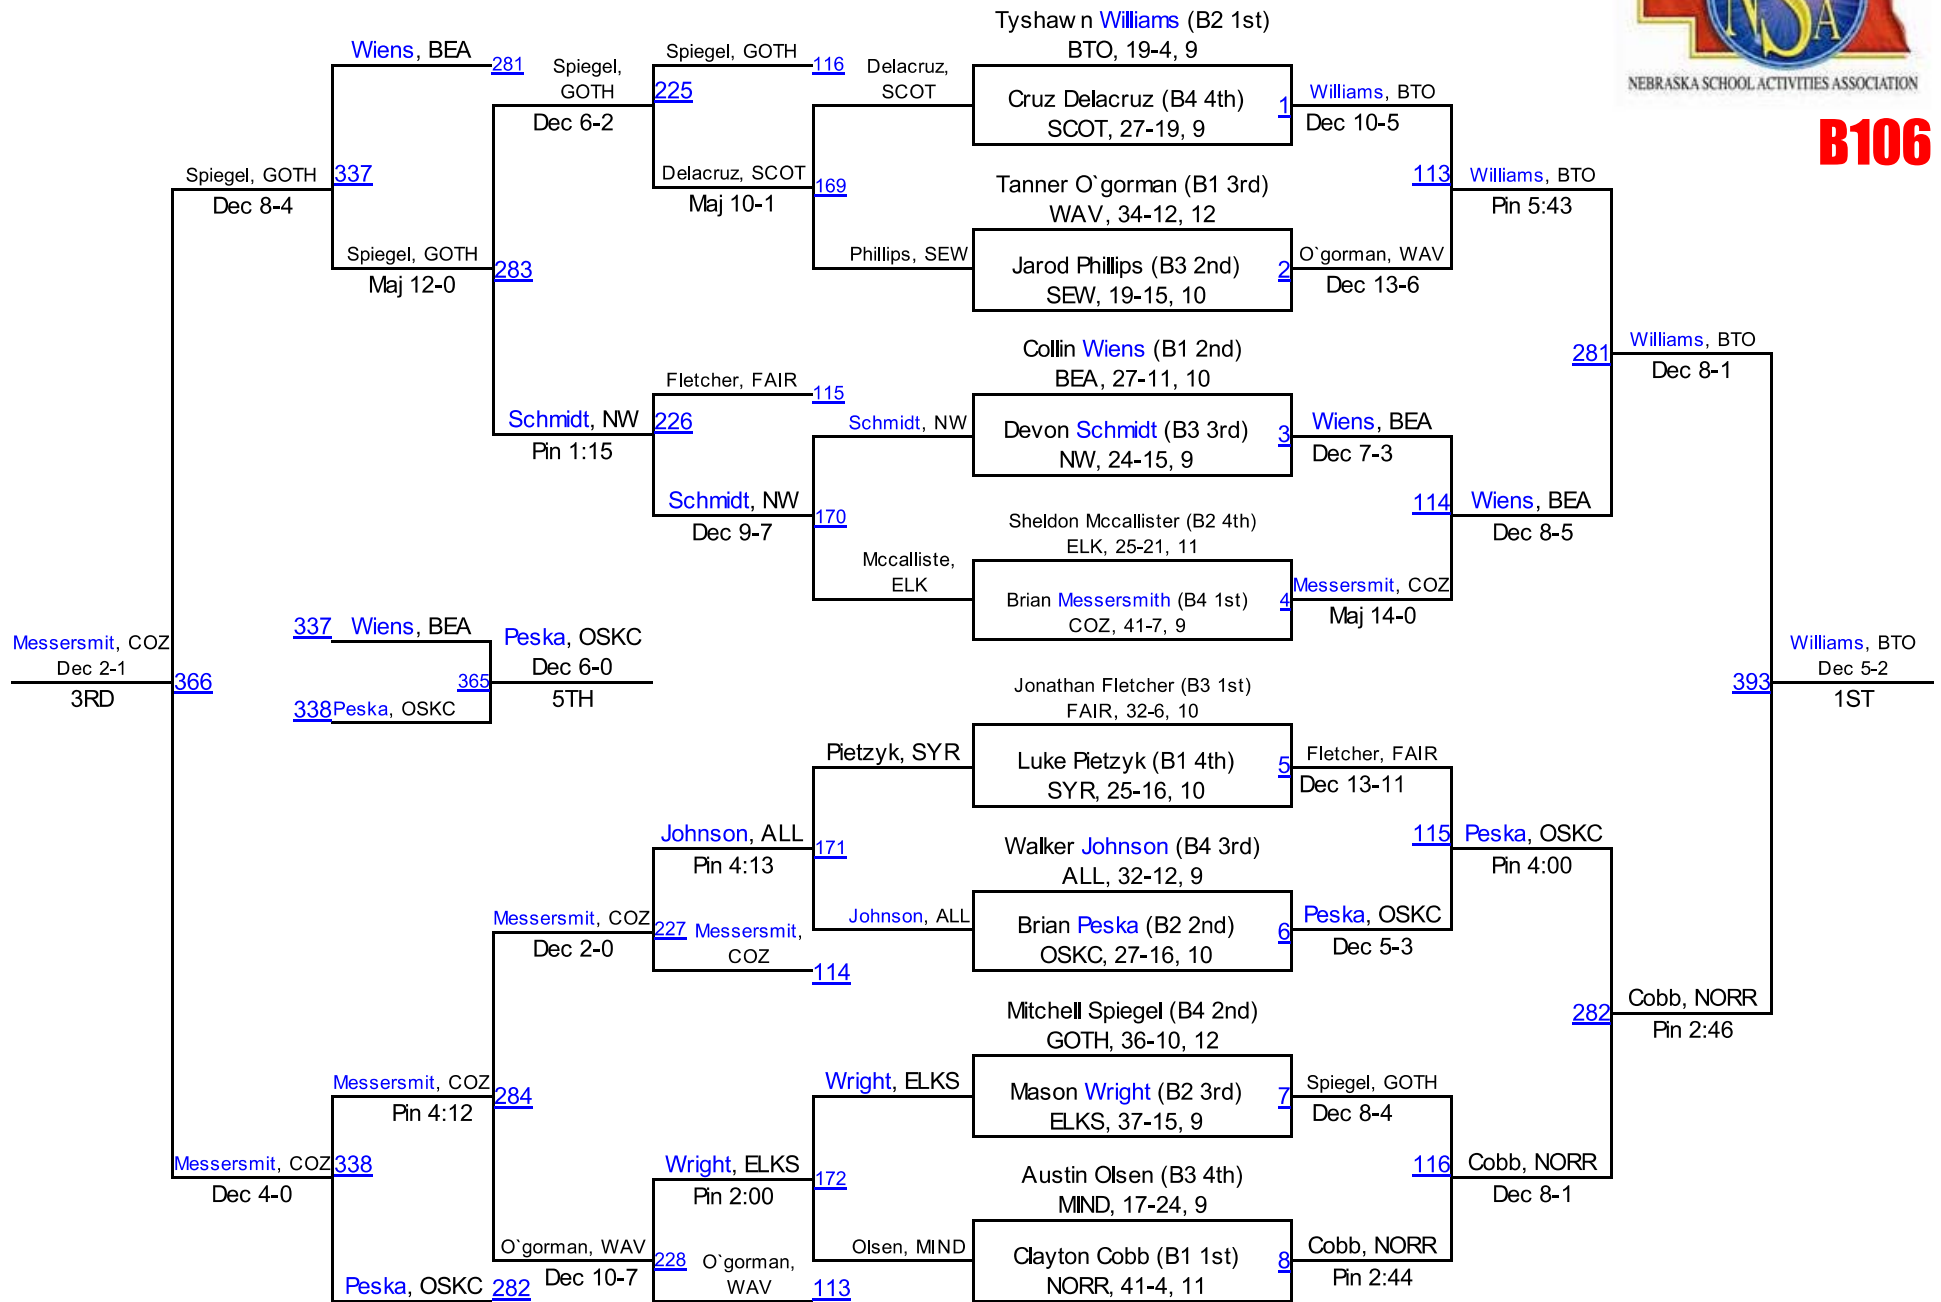 NSA
NEBRASKA SCHOOL ACTIVITIES ASSOCIATION
B106
Tyshawn Williams (B2 1st)
BTO, 19-4, 9
Cruz Delacruz (B4 4th)
SCOT, 27-19, 9
1
Tanner O`gorman (B1 3rd)
WAV, 34-12, 12
Jarod Phillips (B3 2nd)
SEW, 19-15, 10
2
Collin Wiens (B1 2nd)
BEA, 27-11, 10
Devon Schmidt (B3 3rd)
NW, 24-15, 9
3
Sheldon Mccallister (B2 4th)
ELK, 25-21, 11
Brian Messersmith (B4 1st)
COZ, 41-7, 9
4
Jonathan Fletcher (B3 1st)
FAIR, 32-6, 10
Luke Pietzyk (B1 4th)
SYR, 25-16, 10
5
Walker Johnson (B4 3rd)
ALL, 32-12, 9
Brian Peska (B2 2nd)
OSKC, 27-16, 10
6
Mitchell Spiegel (B4 2nd)
GOTH, 36-10, 12
Mason Wright (B2 3rd)
ELKS, 37-15, 9
7
Austin Olsen (B3 4th)
MIND, 17-24, 9
Clayton Cobb (B1 1st)
NORR, 41-4, 11
8
Williams, BTO
Dec 10-5
113
O`gorman, WAV
Dec 13-6
Wiens, BEA
Dec 7-3
114
Messersmit, COZ
Maj 14-0
Fletcher, FAIR
Dec 13-11
115
Peska, OSKC
Dec 5-3
Spiegel, GOTH
Dec 8-4
116
Cobb, NORR
Pin 2:44
Williams, BTO
Pin 5:43
281
Wiens, BEA
Dec 8-5
Peska, OSKC
Pin 4:00
282
Cobb, NORR
Dec 8-1
Williams, BTO
Dec 8-1
393
Cobb, NORR
Pin 2:46
Williams, BTO
Dec 5-2
1ST
Delacruz,
SCOT
169
Phillips, SEW
Schmidt, NW
170
Mccalliste,
ELK
Pietzyk, SYR
171
Johnson, ALL
Wright, ELKS
172
Olsen, MIND
Spiegel, GOTH
116
225
Delacruz, SCOT
Maj 10-1
Fletcher, FAIR
115
226
Schmidt, NW
Dec 9-7
Johnson, ALL
Pin 4:13
227
Messersmit,
COZ
114
Wright, ELKS
Pin 2:00
228
O`gorman,
WAV
113
Spiegel,
GOTH
Dec 6-2
283
Schmidt, NW
Pin 1:15
Messersmit, COZ
Dec 2-0
284
O`gorman, WAV
Dec 10-7
Wiens, BEA
281
337
Spiegel, GOTH
Maj 12-0
Messersmit, COZ
Pin 4:12
338
Peska, OSKC
282
Spiegel, GOTH
Dec 8-4
366
Messersmit, COZ
Dec 4-0
Messersmit, COZ
Dec 2-1
3RD
337
Wiens, BEA
365
338
Peska, OSKC
Peska, OSKC
Dec 6-0
5TH